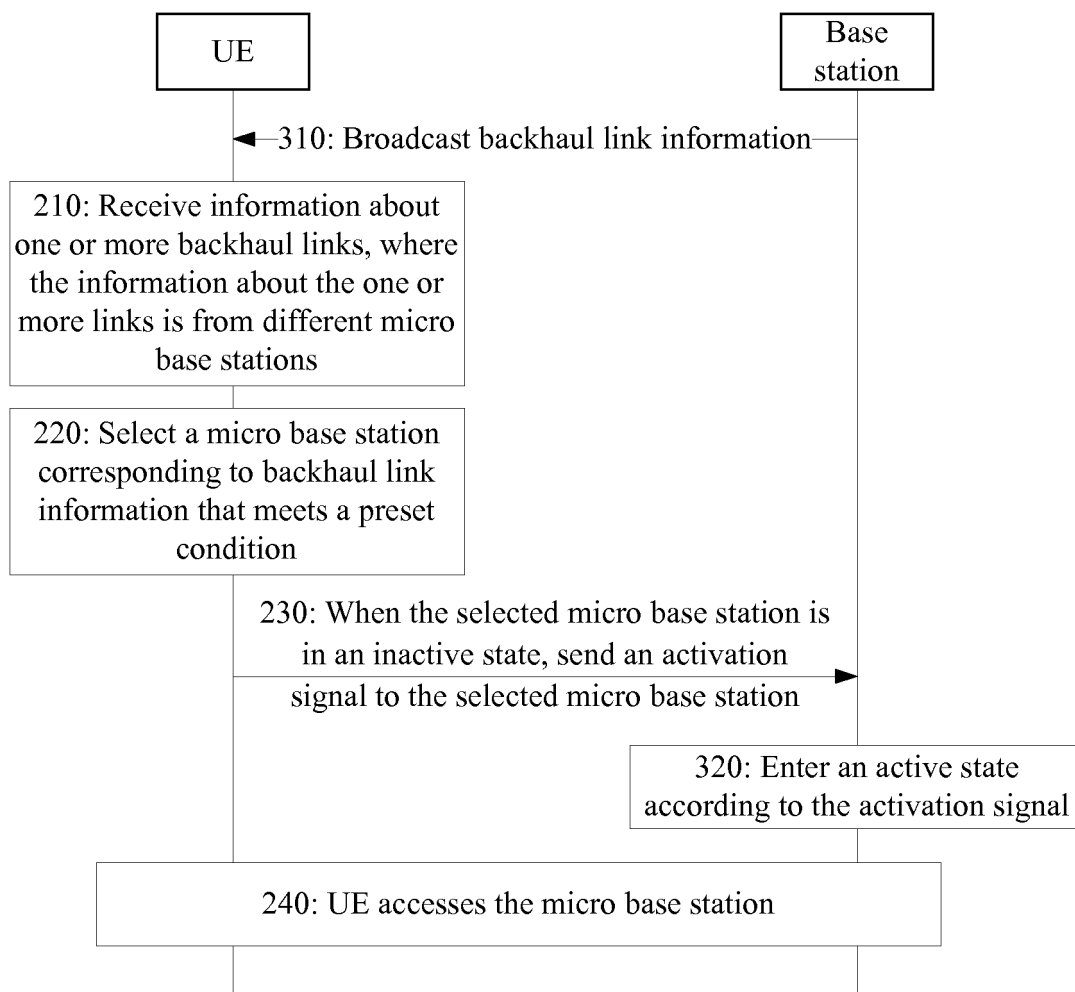 UE
Base
station
310: Broadcast backhaul link information
210: Receive information about
one or more backhaul links, where
the information about the one or
more links is from different micro
base stations
220: Select a micro base station
corresponding to backhaul link
information that meets a preset
condition
230: When the selected micro base station is
in an inactive state, send an activation
signal to the selected micro base station
320: Enter an active state
according to the activation signal
240: UE accesses the micro base station